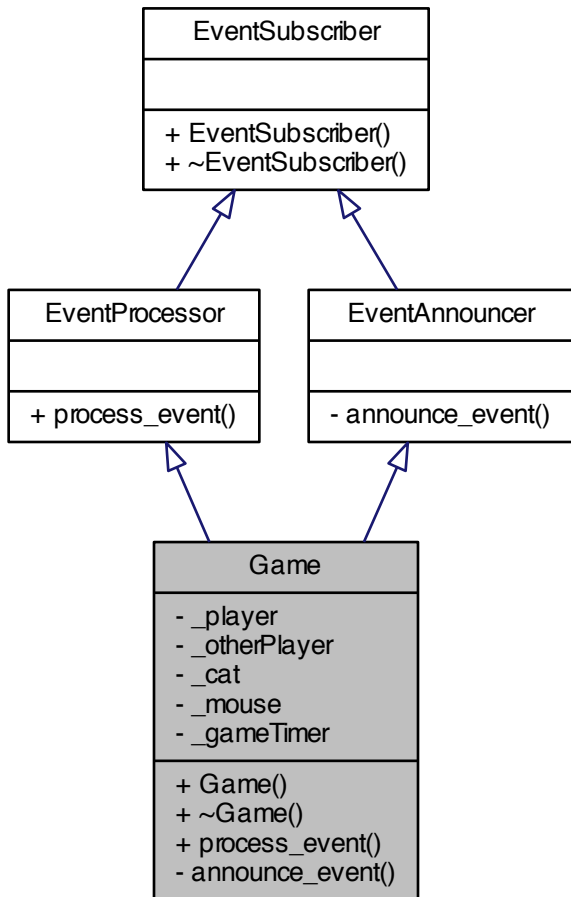 EventSubscriber
+ EventSubscriber()
+ ~EventSubscriber()
EventProcessor
+ process_event()
EventAnnouncer
- announce_event()
Game
- _player
- _otherPlayer
- _cat
- _mouse
- _gameTimer
+ Game()
+ ~Game()
+ process_event()
- announce_event()